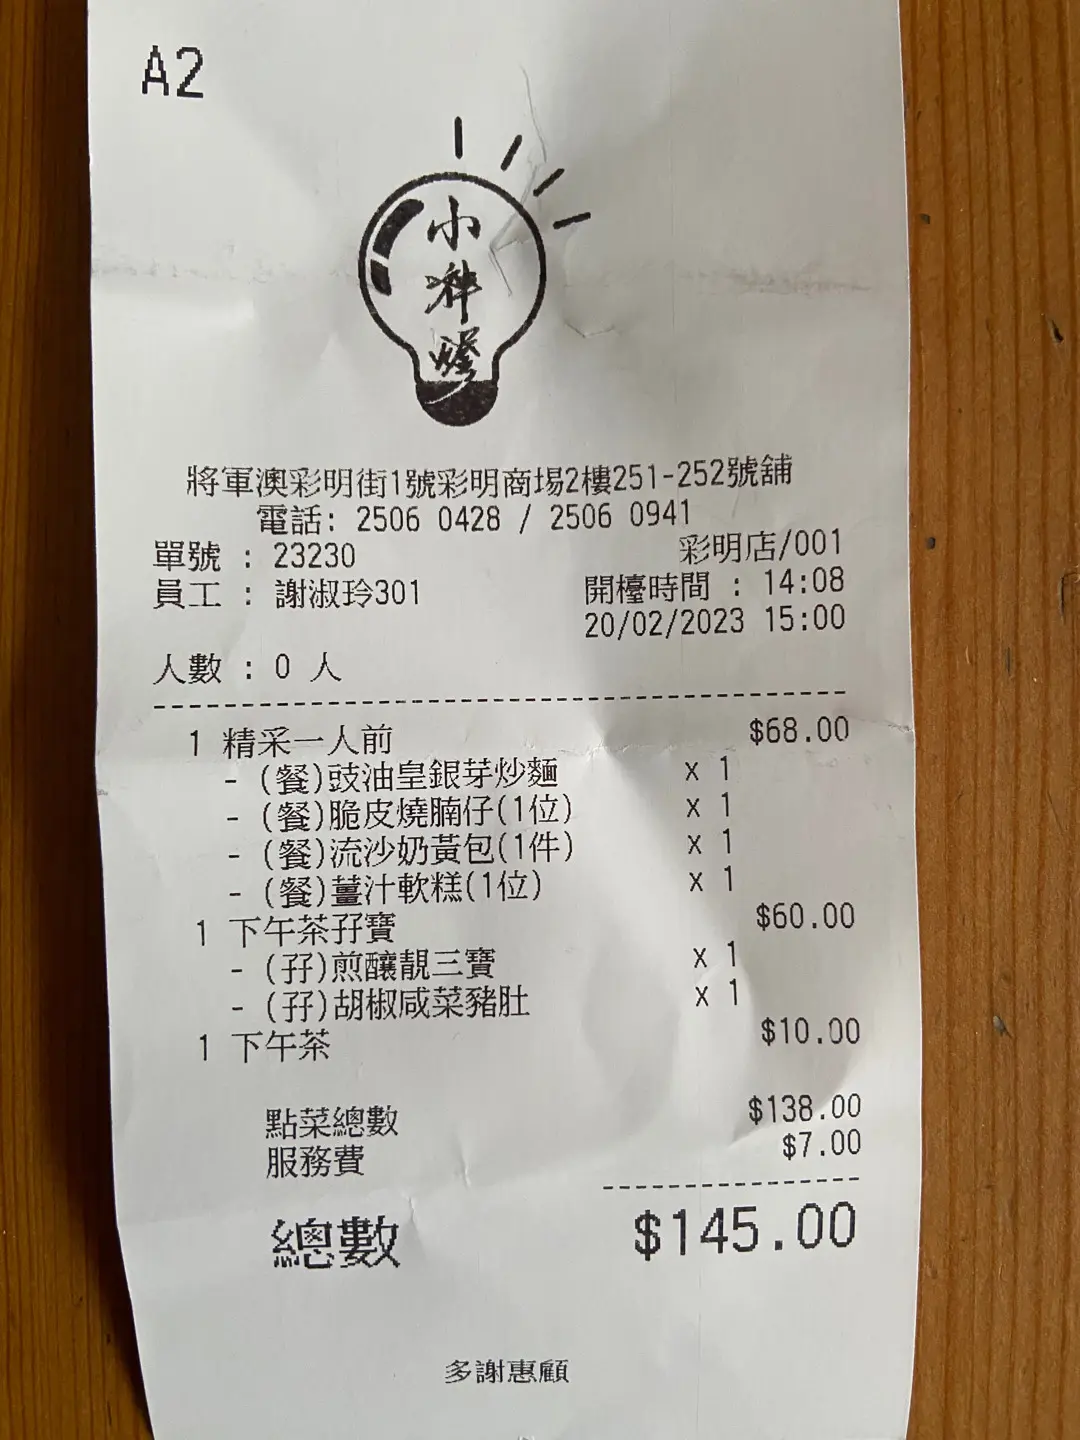 A2
小
燈
將軍澳彩明街1號彩明商場2樓251-252號舖
電話: 2506 0428 / 2506 0941
單號 : 23230 彩明店/001
員工 : 謝淑玲301 開檯時間 : 14:08
20/02/2023 15:00
人數 : 0 人
1 精采一人前 $68.00
- (餐)豉油皇銀芽炒麵 x 1
- (餐)脆皮燒腩仔(1位) x 1
- (餐)流沙奶黃包(1件) x 1
- (餐)薑汁軟糕(1位) x 1
1 下午茶孖寶 $60.00
- (孖)煎釀靚三寶 x 1
- (孖)胡椒咸菜豬肚 x 1
1 下午茶 $10.00
點菜總數 $138.00
服務費 $7.00
總數 $145.00
多謝惠顧